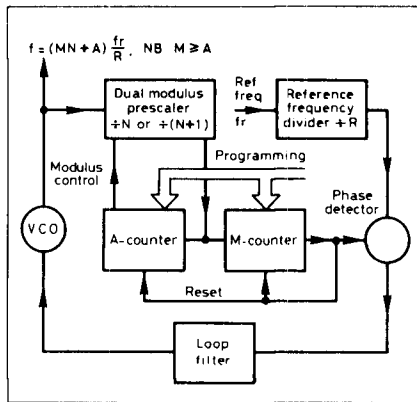 f = (MN + A) fr/R , NB M ≥ A
Dual modulus
prescaler
÷N or ÷(N+1)
Ref
freq
fr
Reference
frequency
divider ÷R
Modulus
control
Programming
Phase
detector
VCO
A-counter
M-counter
Reset
Loop
filter